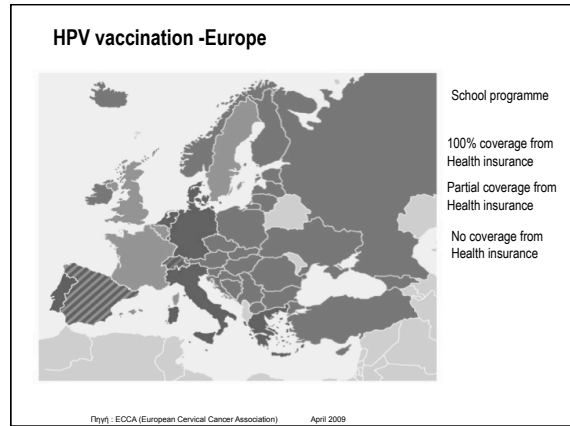 HPV vaccination -Europe
School programme
100% coverage from
Health insurance
Partial coverage from
Health insurance
No coverage from
Health insurance
Πηγή : ECCA (European Cervical Cancer Association) April 2009